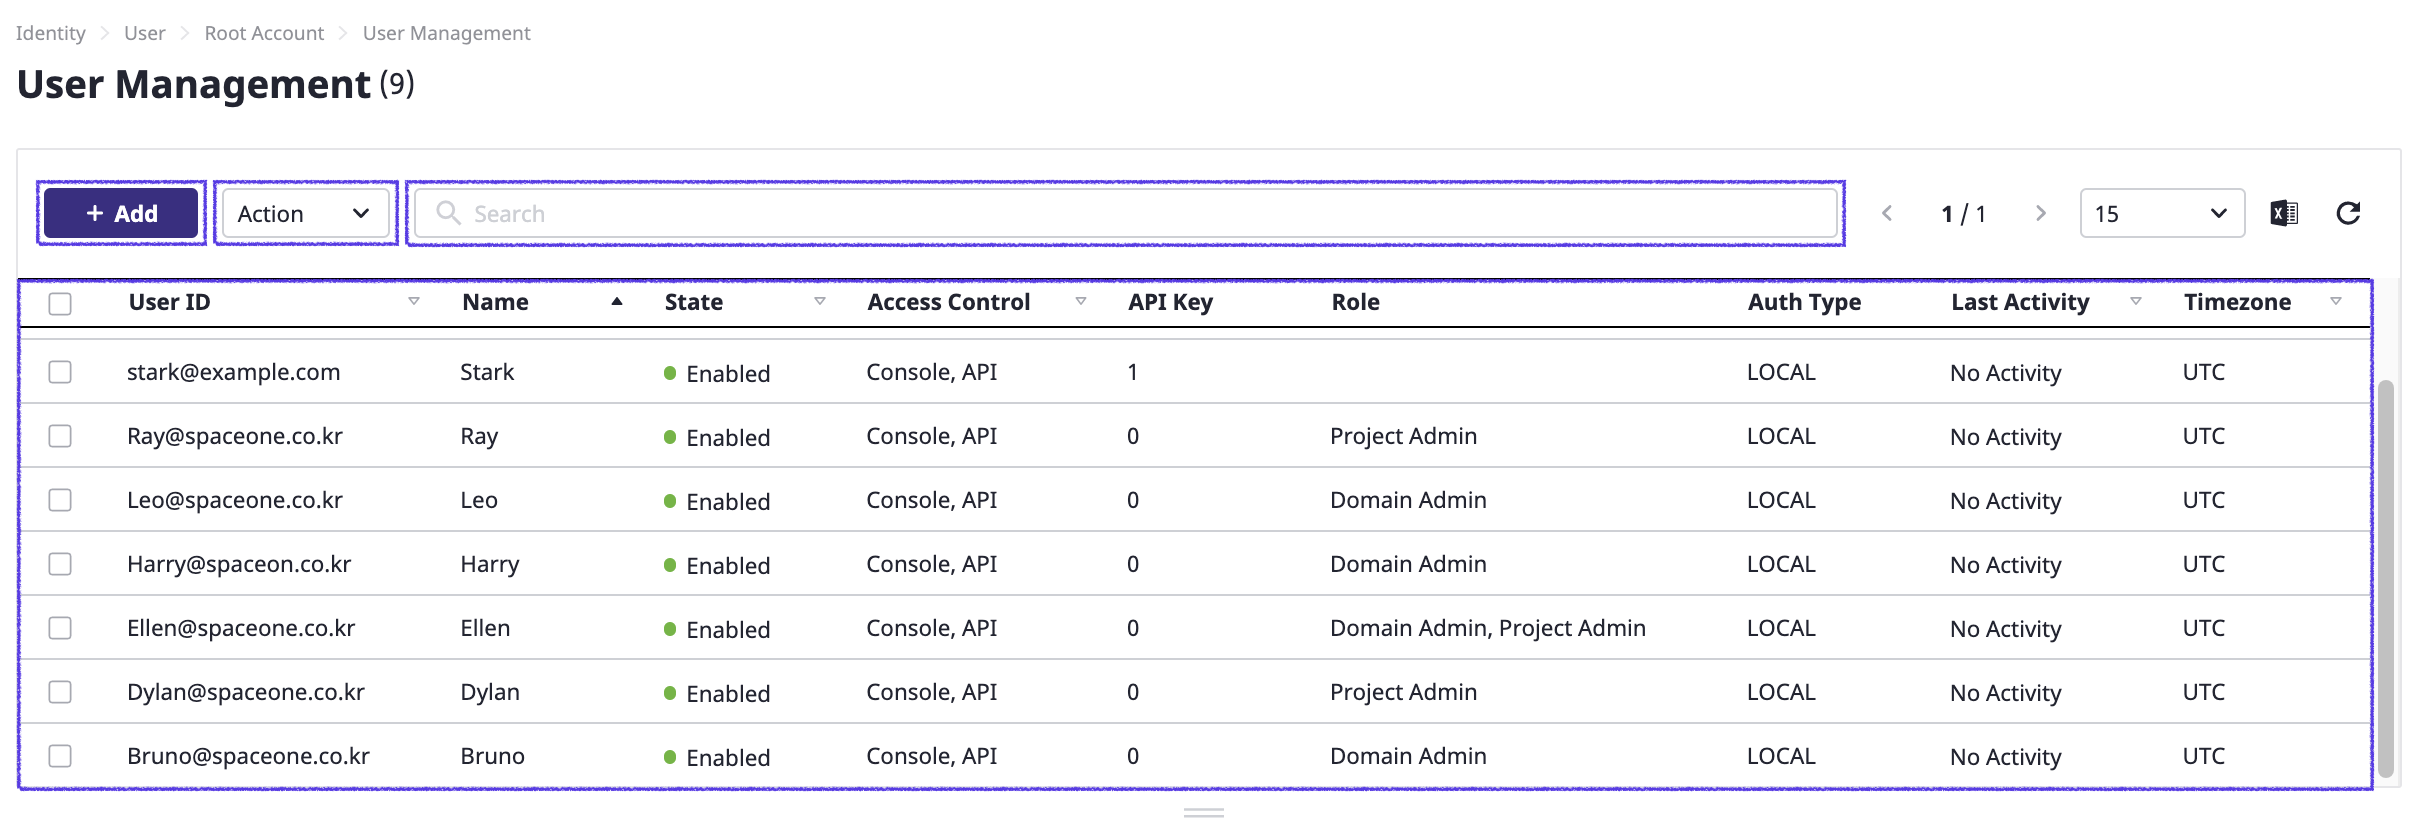 Identity User Root Account User Management
User Management (9)
+ Add Action Search 1 / 1 15
User ID Name State Access Control API Key Role Auth Type Last Activity Timezone
stark@example.com Stark Enabled Console, API 1 LOCAL No Activity UTC
Ray@spaceone.co.kr Ray Enabled Console, API 0 Project Admin LOCAL No Activity UTC
Leo@spaceone.co.kr Leo Enabled Console, API 0 Domain Admin LOCAL No Activity UTC
Harry@spaceon.co.kr Harry Enabled Console, API 0 Domain Admin LOCAL No Activity UTC
Ellen@spaceone.co.kr Ellen Enabled Console, API 0 Domain Admin, Project Admin LOCAL No Activity UTC
Dylan@spaceone.co.kr Dylan Enabled Console, API 0 Project Admin LOCAL No Activity UTC
Bruno@spaceone.co.kr Bruno Enabled Console, API 0 Domain Admin LOCAL No Activity UTC